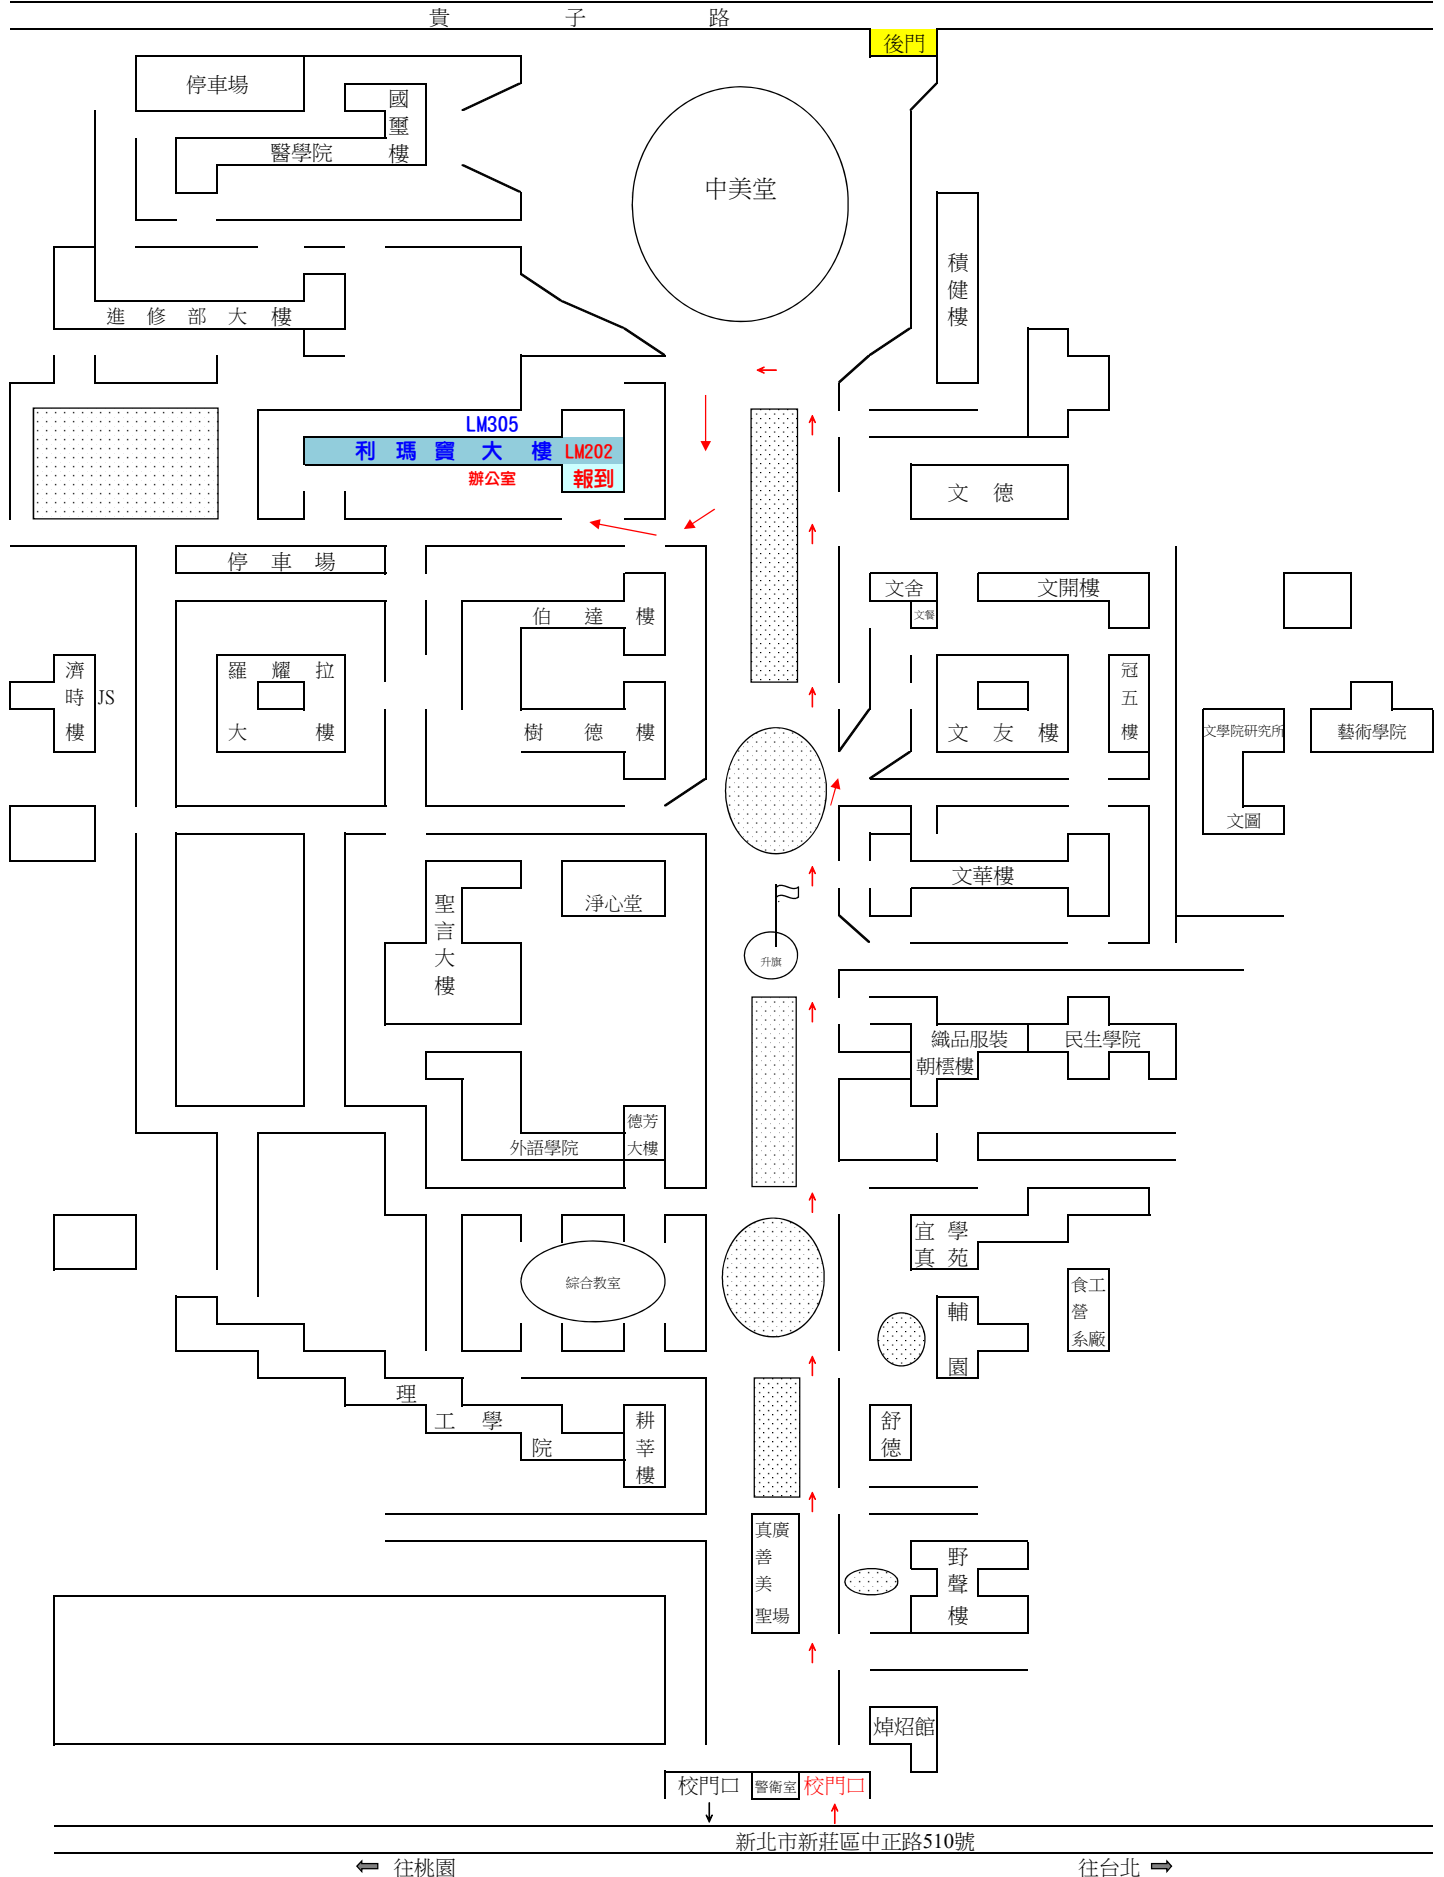 貴子路
後門
停車場
國璽樓
醫學院
中美堂
積健樓
進修部大樓
LM305
利瑪竇大樓
LM202
辦公室
報到
文德
停車場
文舍
文開樓
伯達樓
文餐
濟時樓
JS
羅耀拉大樓
冠五樓
樹德樓
文友樓
文學院研究所
藝術學院
文圖
文華樓
聖言大樓
淨心堂
升旗
織品服裝
民生學院
朝橒樓
德芳大樓
外語學院
宜學
真苑
綜合教室
食工
營
系廠
輔園
理工學院
耕莘樓
舒德
真廣
善
美
聖場
野聲樓
焯炤館
校門口
警衛室
校門口
新北市新莊區中正路510號
往桃園
往台北